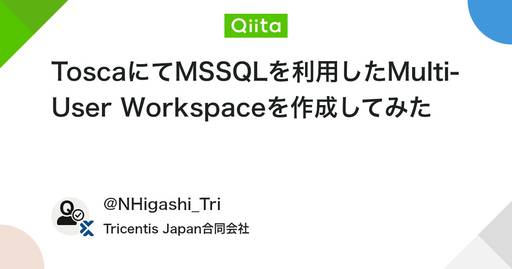 Qiita
ToscaにてMSSQLを利用したMulti-
User Workspaceを作成してみた
@NHigashi_Tri
Tricentis Japan合同会社